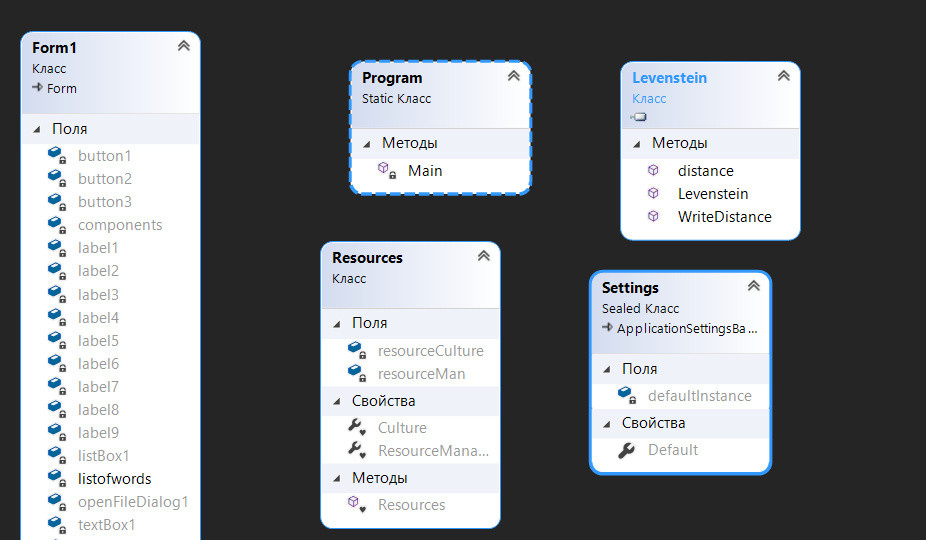 Form1
Класс
Form
Поля
button1
button2
button3
components
label1
label2
label3
label4
label5
label6
label7
label8
label9
listBox1
listofwords
openFileDialog1
textBox1
Program
Static Класс
Методы
Main
Levenstein
Класс
Методы
distance
Levenstein
WriteDistance
Resources
Класс
Поля
resourceCulture
resourceMan
Свойства
Culture
ResourceMana...
Методы
Resources
Settings
Sealed Класс
ApplicationSettingsBa...
Поля
defaultInstance
Свойства
Default